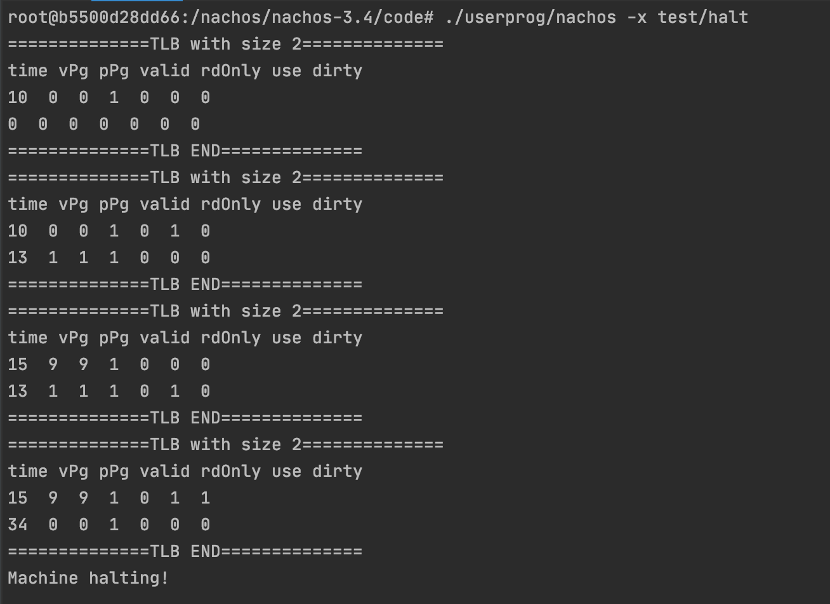 root@b5500d28dd66:/nachos/nachos-3.4/code# ./userprog/nachos -x test/halt
==============TLB with size 2==============
time vPg pPg valid rdOnly use dirty
10  0  0  1  0  0  0
0  0  0  0  0  0  0
==============TLB END==============
==============TLB with size 2==============
time vPg pPg valid rdOnly use dirty
10  0  0  1  0  1  0
13  1  1  1  0  0  0
==============TLB END==============
==============TLB with size 2==============
time vPg pPg valid rdOnly use dirty
15  9  9  1  0  0  0
13  1  1  1  0  1  0
==============TLB END==============
==============TLB with size 2==============
time vPg pPg valid rdOnly use dirty
15  9  9  1  0  1  1
34  0  0  1  0  0  0
==============TLB END==============
Machine halting!